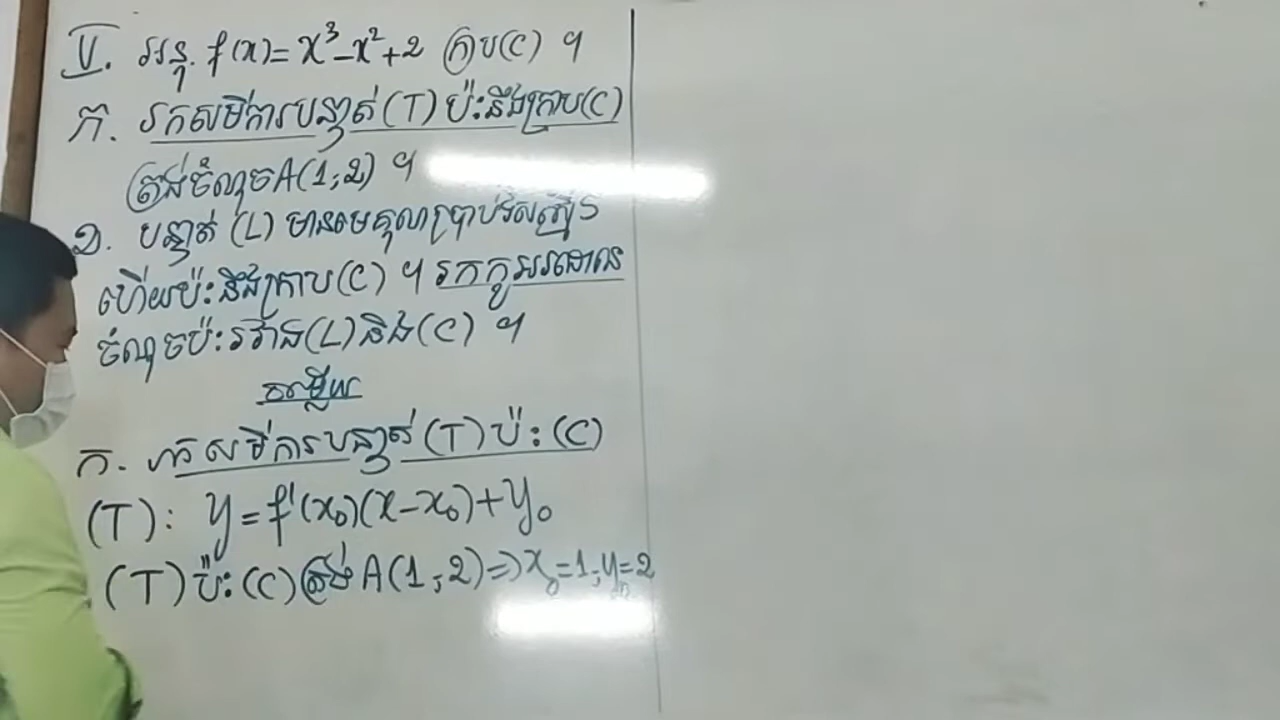 V. អនុ. f(x)= x³-x²+2 ក្រាប(C) ។
ក. រកសមីការបន្ទាត់(T) ប៉ះនឹងក្រាប(C)
ត្រង់ចំណុចA(1;2) ។
ខ. បន្ទាត់ (L) មានមេគុណប្រាប់ទិសស្មើ 5
ហើយប៉ះនឹងក្រាប(C) ។ រកកូអរដោនេ
ចំណុចប៉ះរវាង(L)និង(C) ។
ចម្លើយ
ក. រកសមីការបន្ទាត់(T)ប៉ះ(C)
(T): y=f'(x₀)(x-x₀)+y₀
(T)ប៉ះ(C)ត្រង់A(1;2)=>x₀=1;y₀=2